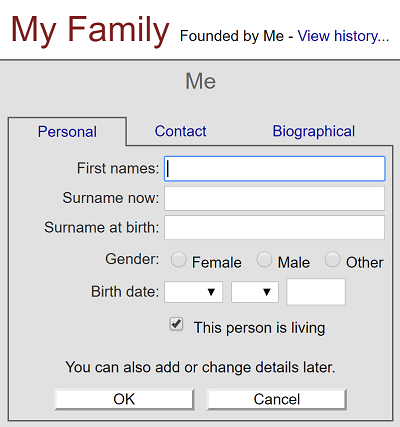 My Family Founded by Me - View history...
Me
Personal Contact Biographical
First names:
Surname now:
Surname at birth:
Gender: Female Male Other
Birth date:
This person is living
You can also add or change details later.
OK Cancel